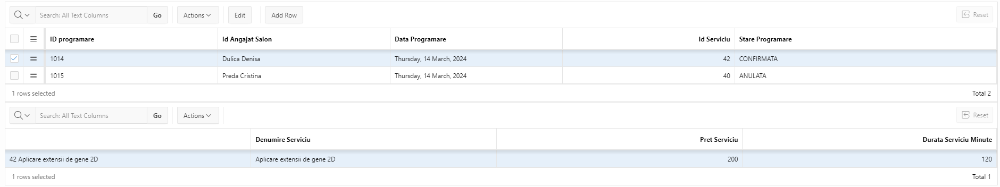 Search: All Text Columns Go Actions Edit Add Row Reset
ID programare Id Angajat Salon Data Programare Id Serviciu Stare Programare
1014 Dulica Denisa Thursday, 14 March, 2024 42 CONFIRMATA
1015 Preda Cristina Thursday, 14 March, 2024 40 ANULATA
1 rows selected Total 2
Search: All Text Columns Go Actions Reset
Denumire Serviciu Pret Serviciu Durata Serviciu Minute
42 Aplicare extensii de gene 2D Aplicare extensii de gene 2D 200 120
1 rows selected Total 1